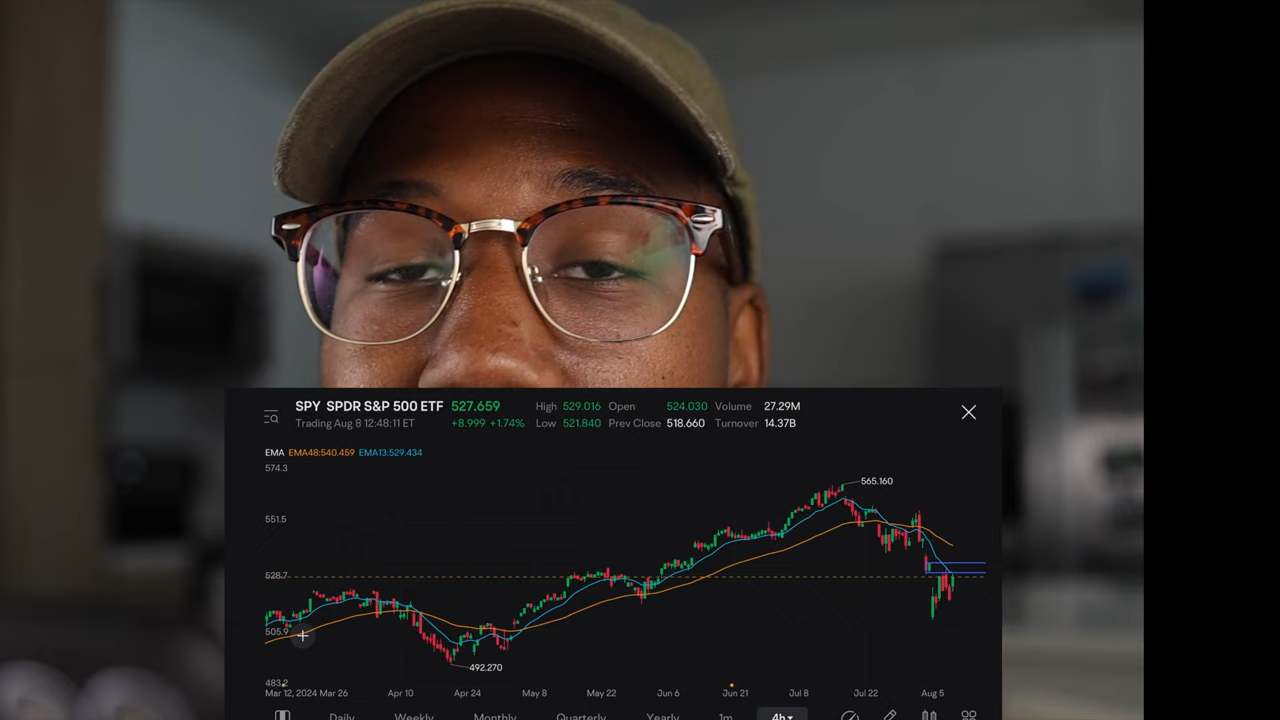 SPY SPDR S&P 500 ETF 527.659 High 529.016 Open 524.030 Volume 27.29M
Trading Aug 8 12:48:11 ET +8.999 +1.74% Low 521.840 Prev Close 518.660 Turnover 14.37B
EMA EMA48:540.459 EMA13:529.434
574.3
565.160
551.5
528.7
505.9
492.270
483.2
Mar 12, 2024 Mar 26 Apr 10 Apr 24 May 8 May 22 Jun 6 Jun 21 Jul 8 Jul 22 Aug 5
Daily Weekly Monthly Quarterly Yearly 1m 4h